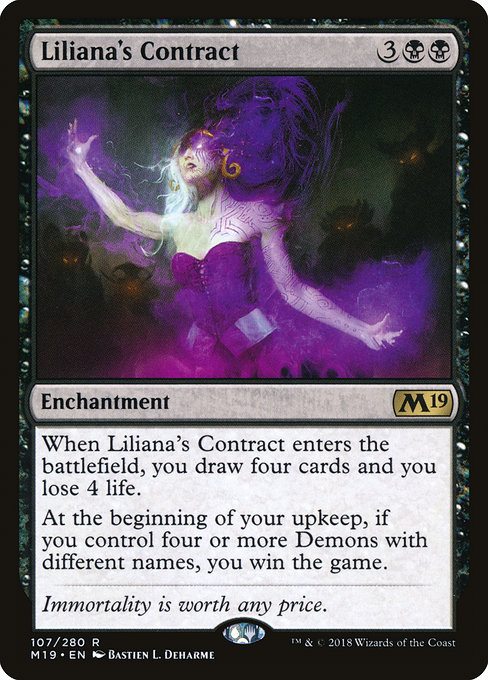 Liliana's Contract 3
Enchantment M19
When Liliana's Contract enters the
battlefield, you draw four cards and you
lose 4 life.
At the beginning of your upkeep, if
you control four or more Demons with
different names, you win the game.
Immortality is worth any price.
107/280 R
M19 • EN Bastien L. Deharme
™ & © 2018 Wizards of the Coast